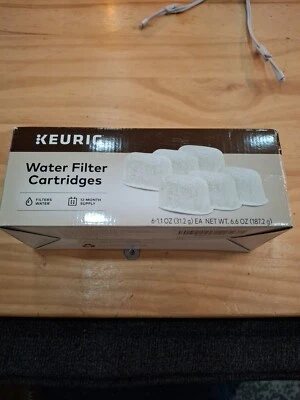 KEURIG
Water Filter
Cartridges
FILTERS
WATER
12 MONTH
SUPPLY
6-1.1 OZ (31.2 g) EA. NET WT. 6.6 OZ (187.2g)